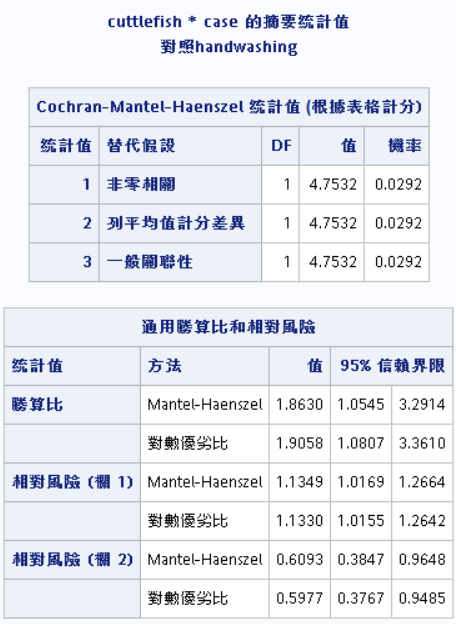 cuttlefish * case 的摘要統計值
對照handwashing
Cochran-Mantel-Haenszel 統計值 (根據表格計分)
統計值 替代假設 DF 值 機率
1 非零相關 1 4.7532 0.0292
2 列平均值計分差異 1 4.7532 0.0292
3 一般關聯性 1 4.7532 0.0292
通用勝算比和相對風險
統計值 方法 值 95% 信賴界限
勝算比 Mantel-Haenszel 1.8630 1.0545 3.2914
對數優劣比 1.9058 1.0807 3.3610
相對風險 (欄 1) Mantel-Haenszel 1.1349 1.0169 1.2664
對數優劣比 1.1330 1.0155 1.2642
相對風險 (欄 2) Mantel-Haenszel 0.6093 0.3847 0.9648
對數優劣比 0.5977 0.3767 0.9485